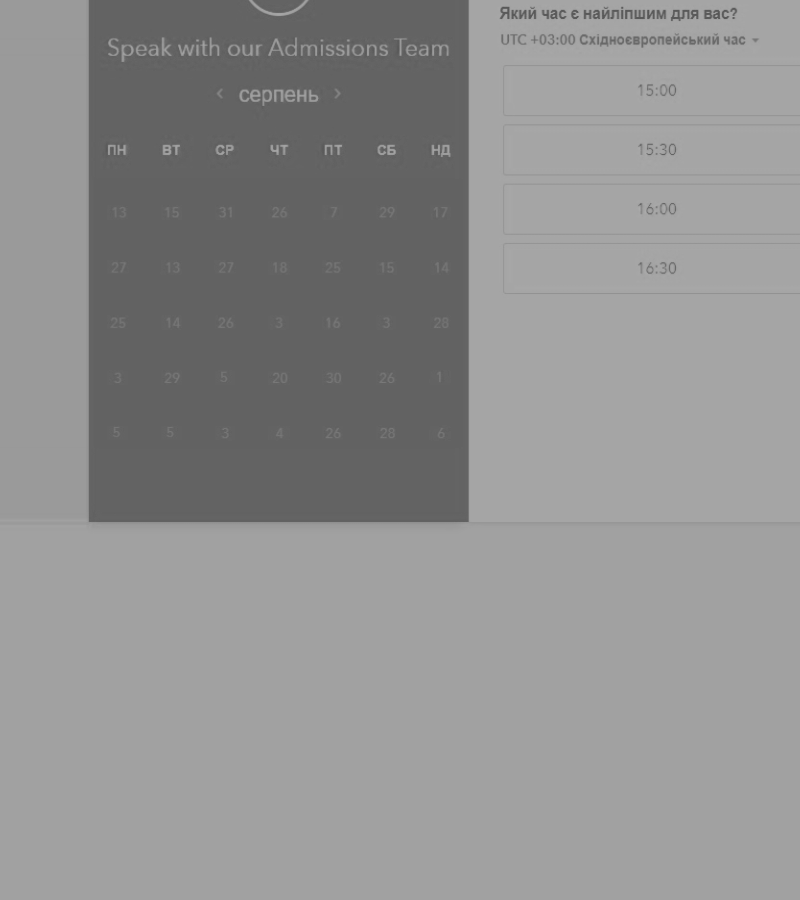 Speak with our Admissions Team
серпень
ПН ВТ СР ЧТ ПТ СБ НД
13 15 31 26 7 29 17
27 13 27 18 25 15 14
25 14 26 3 16 3 28
3 29 5 20 30 26 1
5 5 3 4 26 28 6
Який час є найліпшим для вас?
UTC +03:00 Східноєвропейський час
15:00
15:30
16:00
16:30